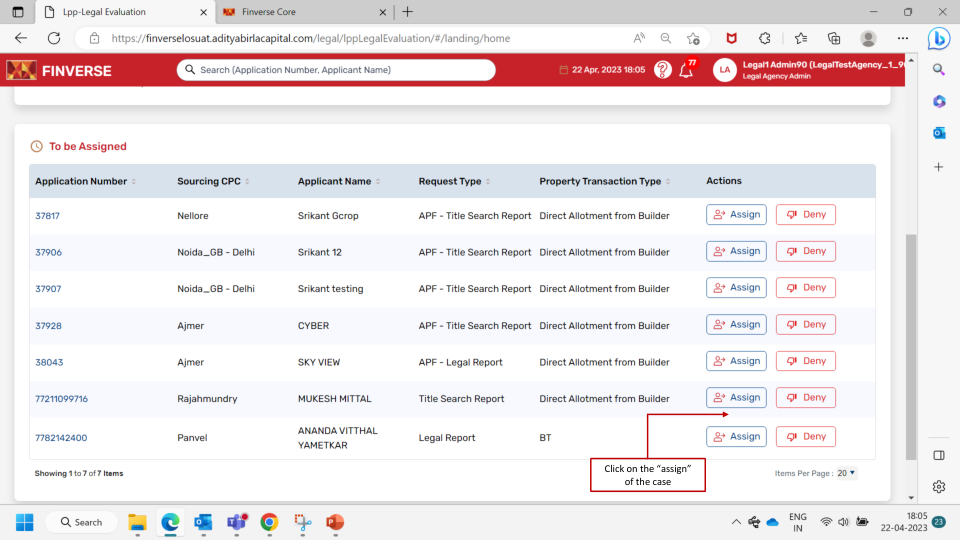 Lpp-Legal Evaluation
Finverse Core
https://finverselosuat.adityabirlacapital.com/legal/lppLegalEvaluation/#/landing/home
FINVERSE
Search (Application Number, Applicant Name)
22 Apr, 2023 18:05
77
LA
Legal1 Admin90 (LegalTestAgency_1_9
Legal Agency Admin
To be Assigned
Application Number Sourcing CPC Applicant Name Request Type Property Transaction Type Actions
37817 Nellore Srikant Gcrop APF - Title Search Report Direct Allotment from Builder Assign Deny
37906 Noida_GB - Delhi Srikant 12 APF - Title Search Report Direct Allotment from Builder Assign Deny
37907 Noida_GB - Delhi Srikant testing APF - Title Search Report Direct Allotment from Builder Assign Deny
37928 Ajmer CYBER APF - Title Search Report Direct Allotment from Builder Assign Deny
38043 Ajmer SKY VIEW APF - Legal Report Direct Allotment from Builder Assign Deny
77211099716 Rajahmundry MUKESH MITTAL Title Search Report Direct Allotment from Builder Assign Deny
7782142400 Panvel ANANDA VITTHAL YAMETKAR Legal Report BT Assign Deny
Click on the “assign”
of the case
Showing 1 to 7 of 7 Items
Items Per Page : 20
Search
ENG
IN
18:05
22-04-2023
23